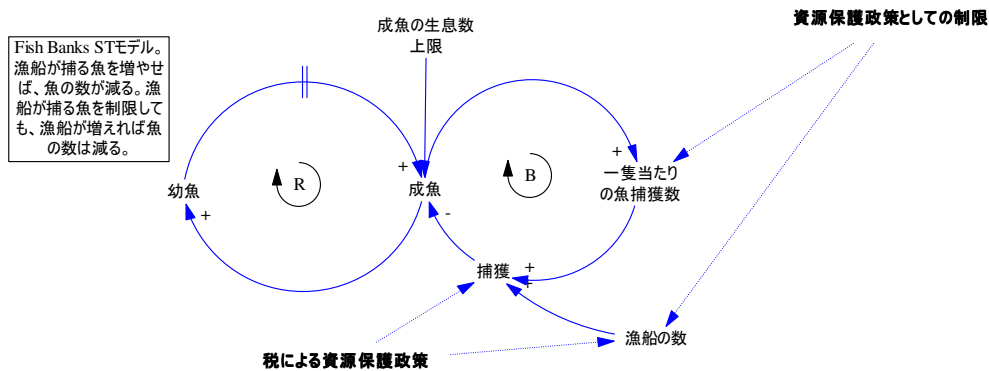 資源保護政策としての制限
成魚の生息数
上限
Fish Banks STモデル。
漁船が捕る魚を増やせ
ば、魚の数が減る。漁
船が捕る魚を制限して
も、漁船が増えれば魚
の数は減る。
+
+
R
B
一隻当たり
の魚捕獲数
幼魚
成魚
+
-
捕獲
+
+
漁船の数
税による資源保護政策